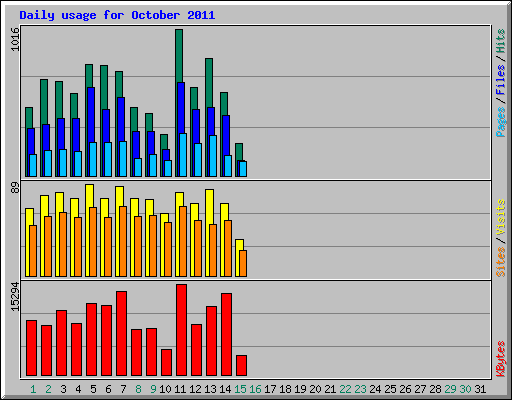 Daily usage for October 2011
1016
Pages / Files / Hits
89
Sites / Visits
15294
KBytes
1 2 3 4 5 6 7 8 9 10 11 12 13 14 15 16 17 18 19 20 21 22 23 24 25 26 27 28 29 30 31